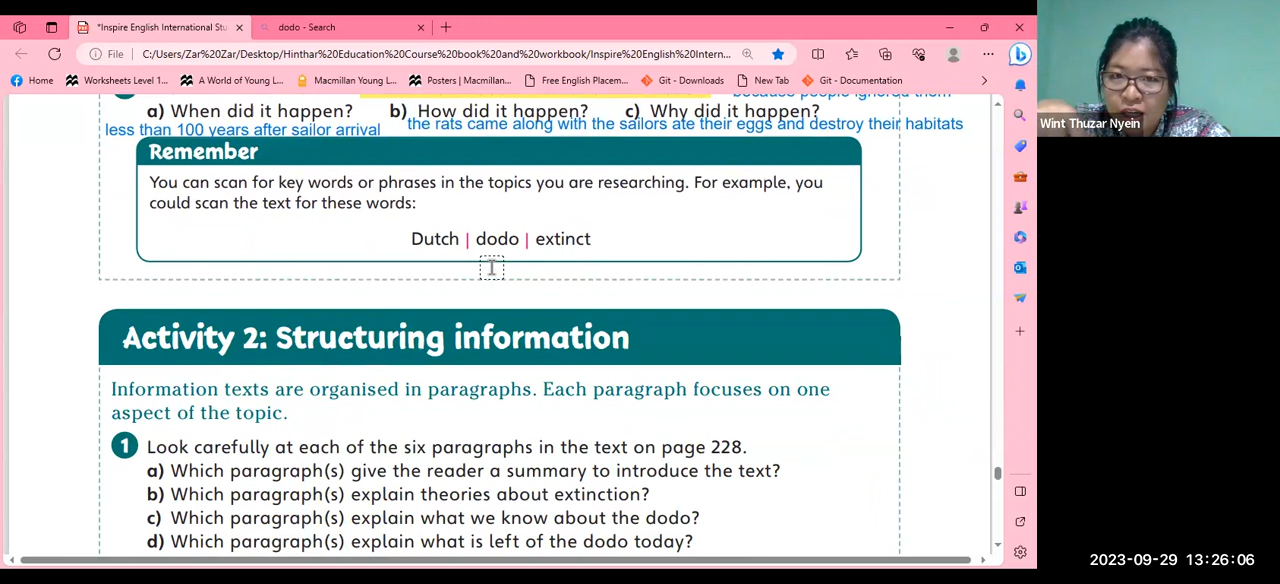 *Inspire English International Stu
dodo - Search
File
C:/Users/Zar%20Zar/Desktop/Hinthar%20Education%20Course%20book%20and%20workbook/Inspire%20English%20Intern...
Home
Worksheets Level 1...
A World of Young L...
Macmillan Young L...
Posters | Macmillan...
Free English Placem...
Git - Downloads
New Tab
Git - Documentation
because people ignored them
a) When did it happen? b) How did it happen? c) Why did it happen?
less than 100 years after sailor arrival
the rats came along with the sailors ate their eggs and destroy their habitats
Remember
You can scan for key words or phrases in the topics you are researching. For example, you
could scan the text for these words:
Dutch | dodo | extinct
Activity 2: Structuring information
Information texts are organised in paragraphs. Each paragraph focuses on one
aspect of the topic.
1 Look carefully at each of the six paragraphs in the text on page 228.
a) Which paragraph(s) give the reader a summary to introduce the text?
b) Which paragraph(s) explain theories about extinction?
c) Which paragraph(s) explain what we know about the dodo?
d) Which paragraph(s) explain what is left of the dodo today?
Wint Thuzar Nyein
2023-09-29 13:26:06